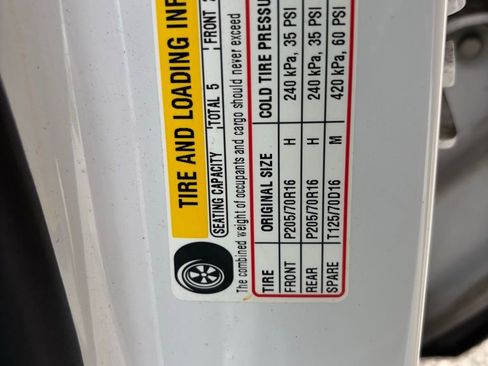 TIRE AND LOADING INF
SEATING CAPACITY TOTAL 5 FRONT
The combined weight of occupants and cargo should never exceed
TIRE ORIGINAL SIZE COLD TIRE PRESSU
FRONT P205/70R16 H 240 kPa, 35 PSI
REAR P205/70R16 H 240 kPa, 35 PSI
SPARE T125/70D16 M 420 kPa, 60 PSI